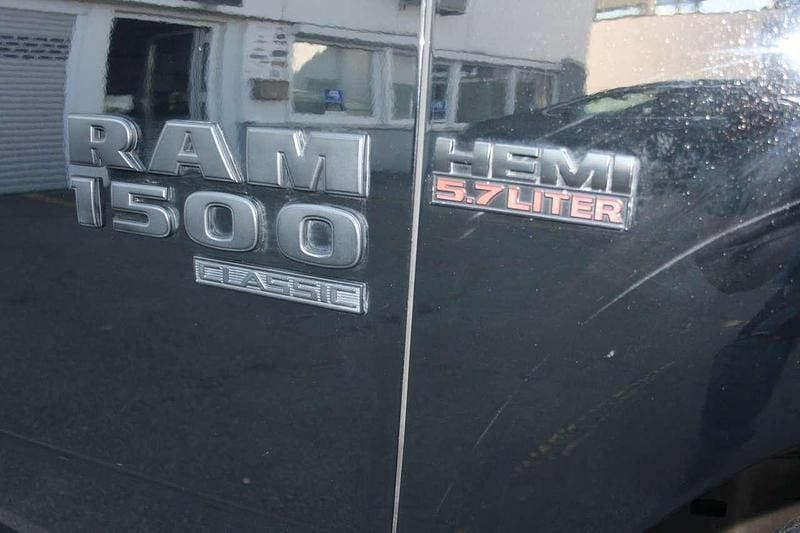 RAM
1500
CLASSIC
HEMI
5.7 LITER